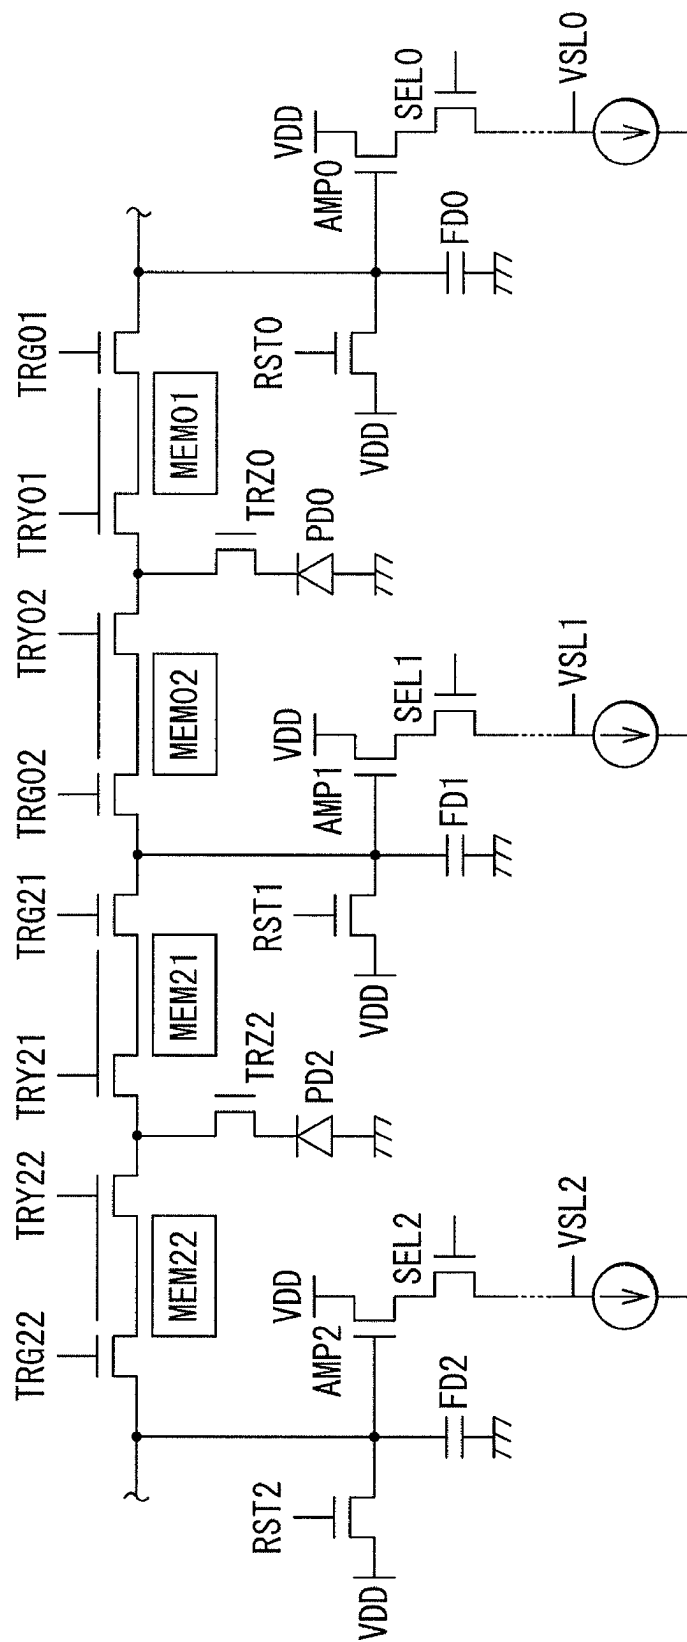 TRG22
TRY22
TRY21
TRG21
TRG02
TRY02
TRY01
TRG01
MEM22
MEM21
MEM02
MEM01
TRZ2
TRZ0
RST2
VDD
AMP2
VDD
SEL2
PD2
RST1
VDD
AMP1
VDD
SEL1
PD0
RST0
VDD
AMP0
VDD
SEL0
FD2
FD1
FD0
VSL2
VSL1
VSL0